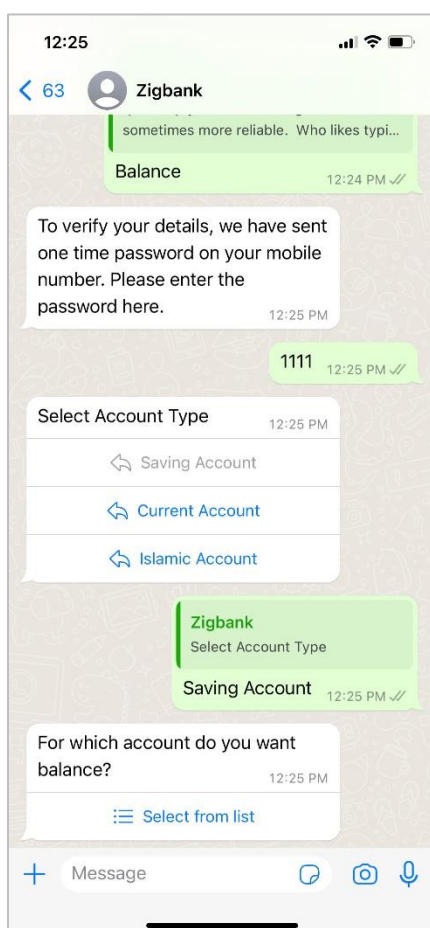 12:25
63 Zigbank
sometimes more reliable. Who likes typi...
Balance
12:24 PM
To verify your details, we have sent
one time password on your mobile
number. Please enter the
password here.
12:25 PM
1111
12:25 PM
Select Account Type
12:25 PM
Saving Account
Current Account
Islamic Account
Zigbank
Select Account Type
Saving Account
12:25 PM
For which account do you want
balance?
12:25 PM
Select from list
Message